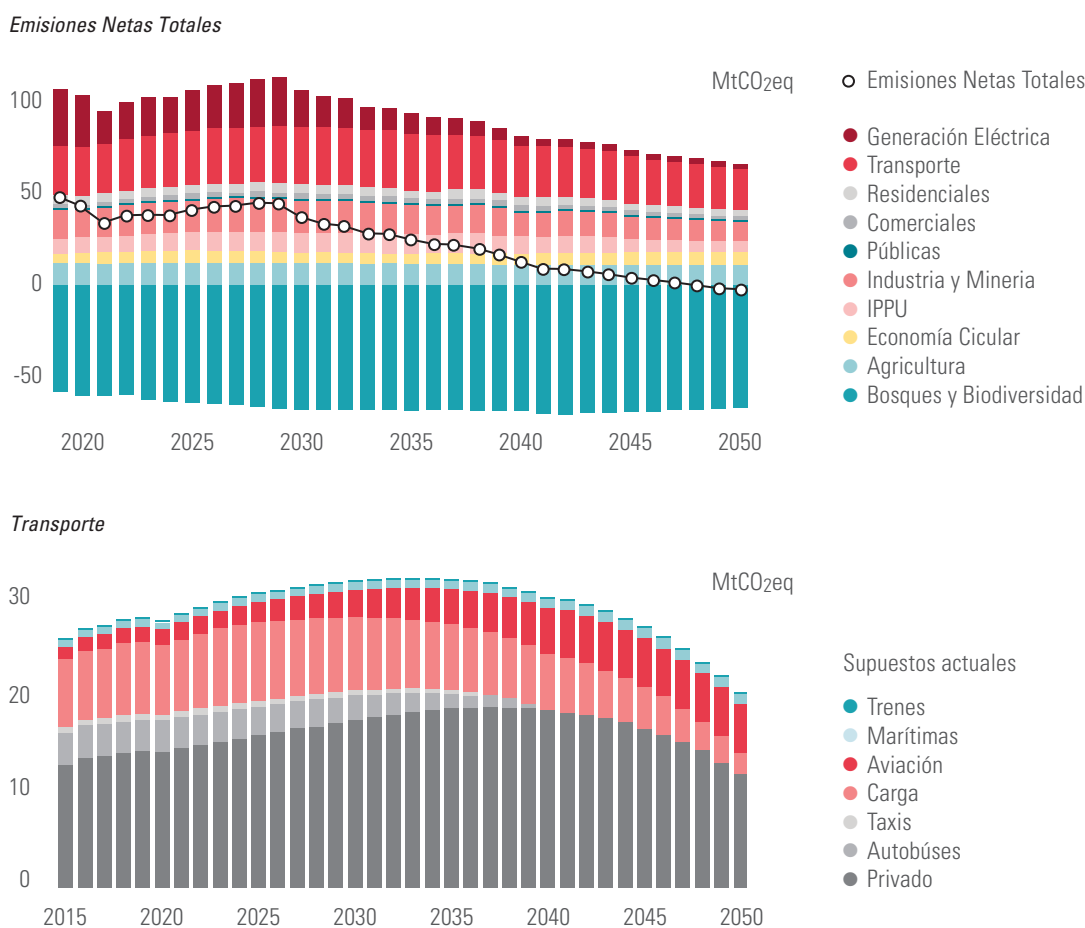 Emisiones Netas Totales
MtCO2eq
100
50
0
-50
2020 2025 2030 2035 2040 2045 2050
Emisiones Netas Totales
Generación Eléctrica
Transporte
Residenciales
Comerciales
Públicas
Industria y Mineria
IPPU
Economía Cicular
Agricultura
Bosques y Biodiversidad
Transporte
MtCO2eq
30
20
10
0
2015 2020 2025 2030 2035 2040 2045 2050
Supuestos actuales
Trenes
Marítimas
Aviación
Carga
Taxis
Autobúses
Privado